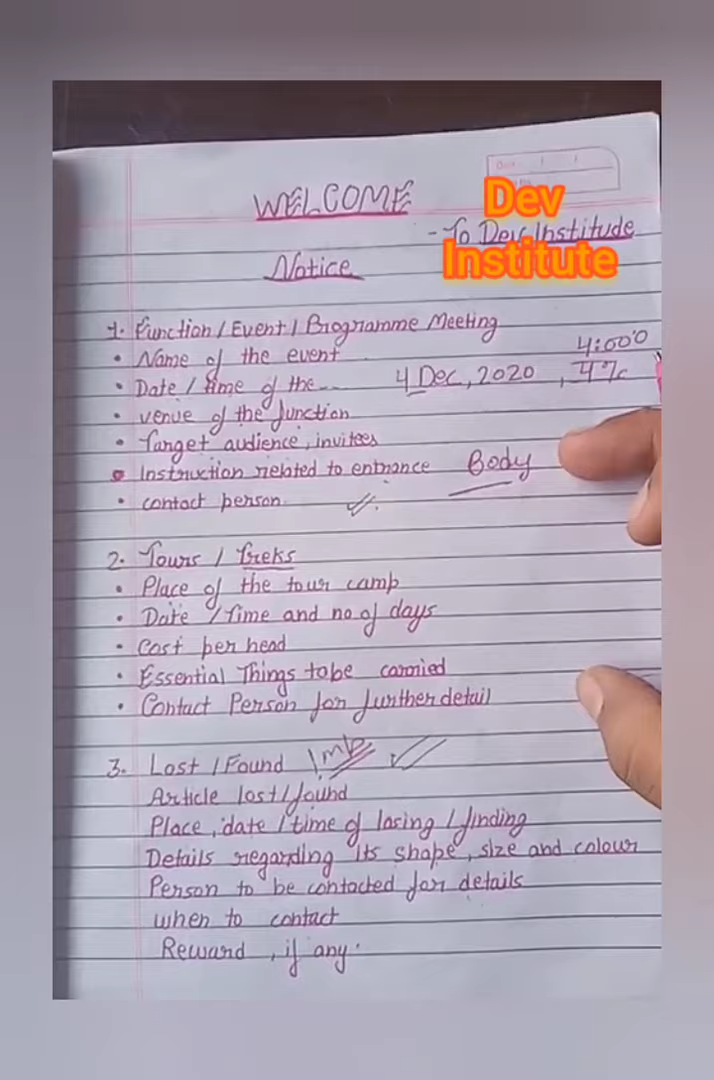 WELCOME
Dev
- To Dev Institude
Institute
Notice
1. Function / Event / Programme Meeting
• Name of the event
4:00
• Date / time of the... 4 Dec, 2020 ,
• venue of the function
• Target audience, invitees
• Instruction related to entrance Body
• contact person
2. Tours / Treks
• Place of the tour camp
• Date / Time and no. of days
• Cost per head
• Essential Things to be carried
• Contact Person for further detail
3. Lost / Found Imp
Article lost / found
Place, date / time of losing / finding
Details regarding its shape, size and colour
Person to be contacted for details
when to contact
Reward, if any.